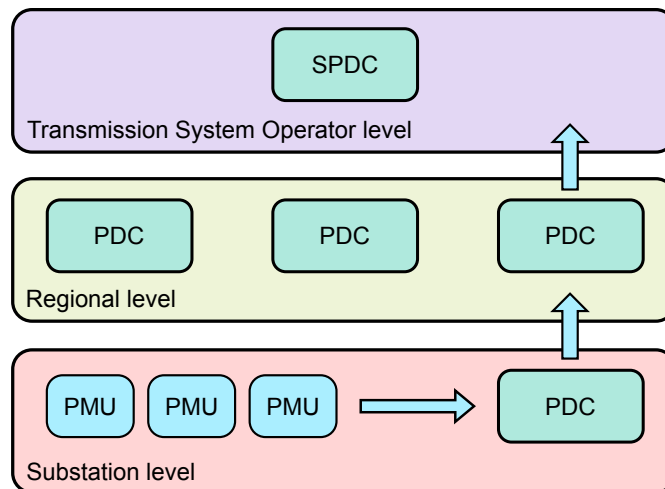 SPDC
Transmission System Operator level
PDC PDC PDC
Regional level
PMU PMU PMU PDC
Substation level